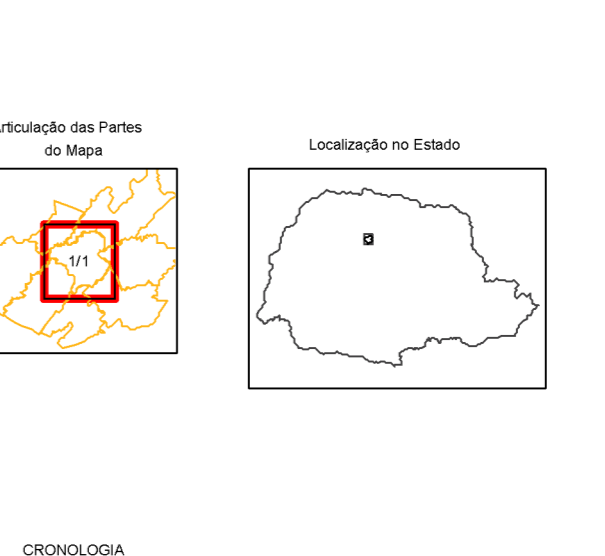 rticulação das Partes
do Mapa
Localização no Estado
1/1
CRONOLOGIA